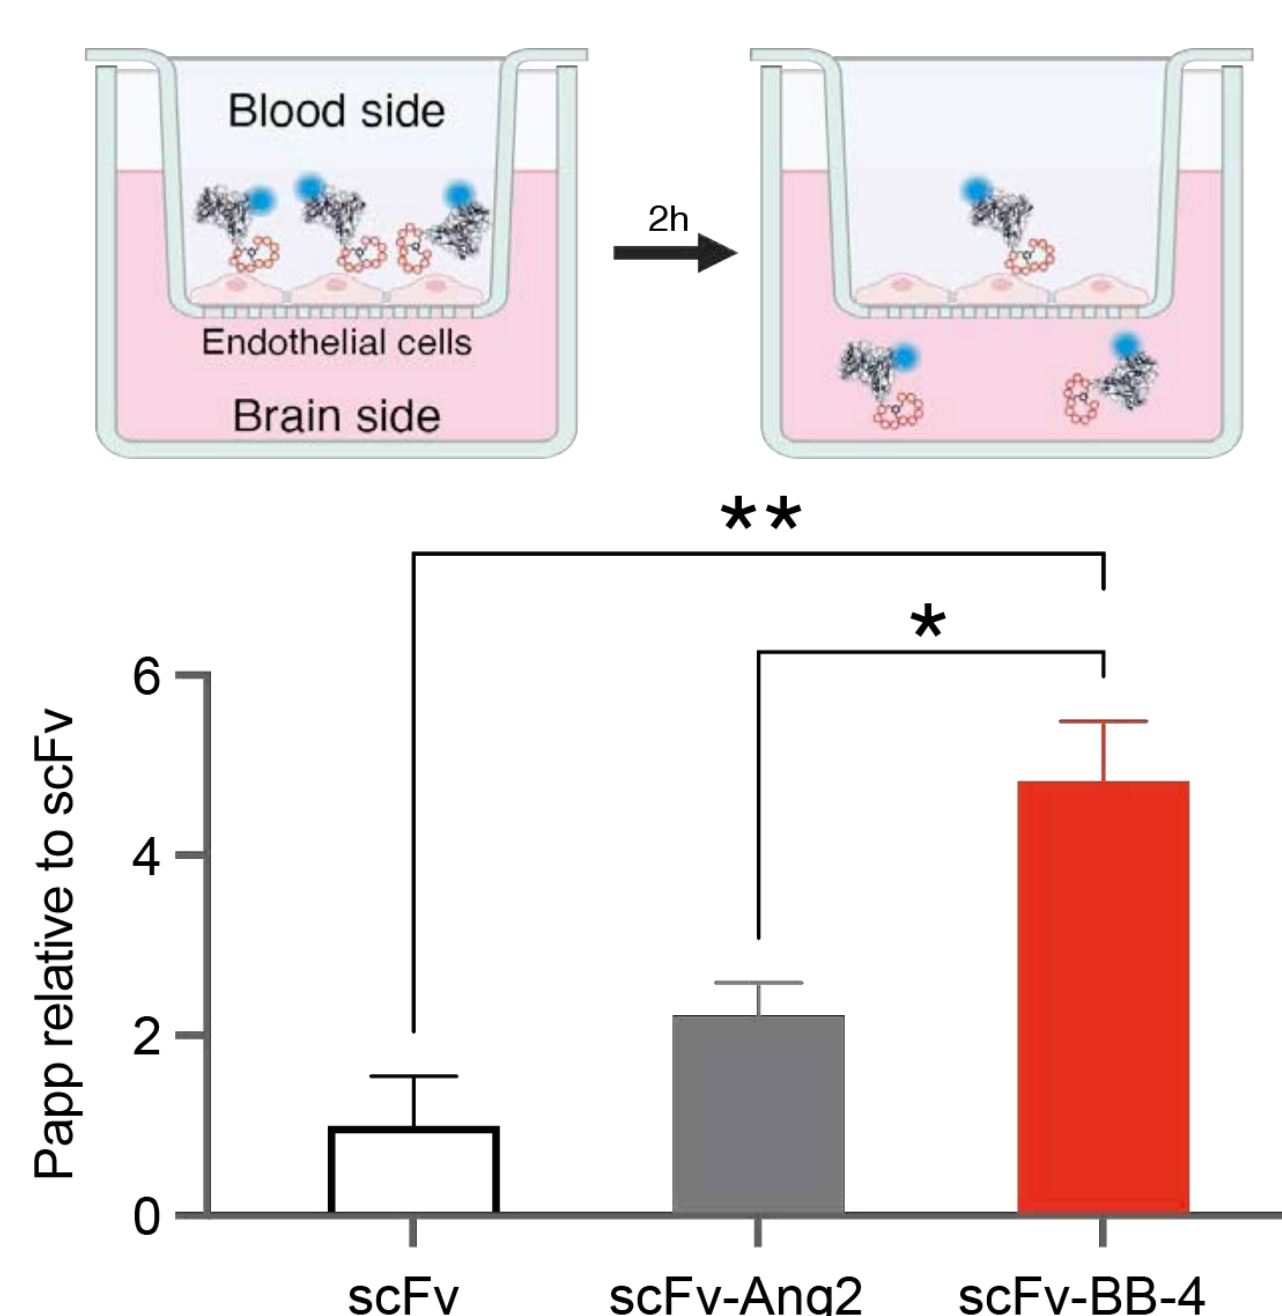 Blood side
2h
Endothelial cells
Brain side
**
*
Papp relative to scFv
6
4
2
0
scFv
scFv-Ang2
scFv-BB-4